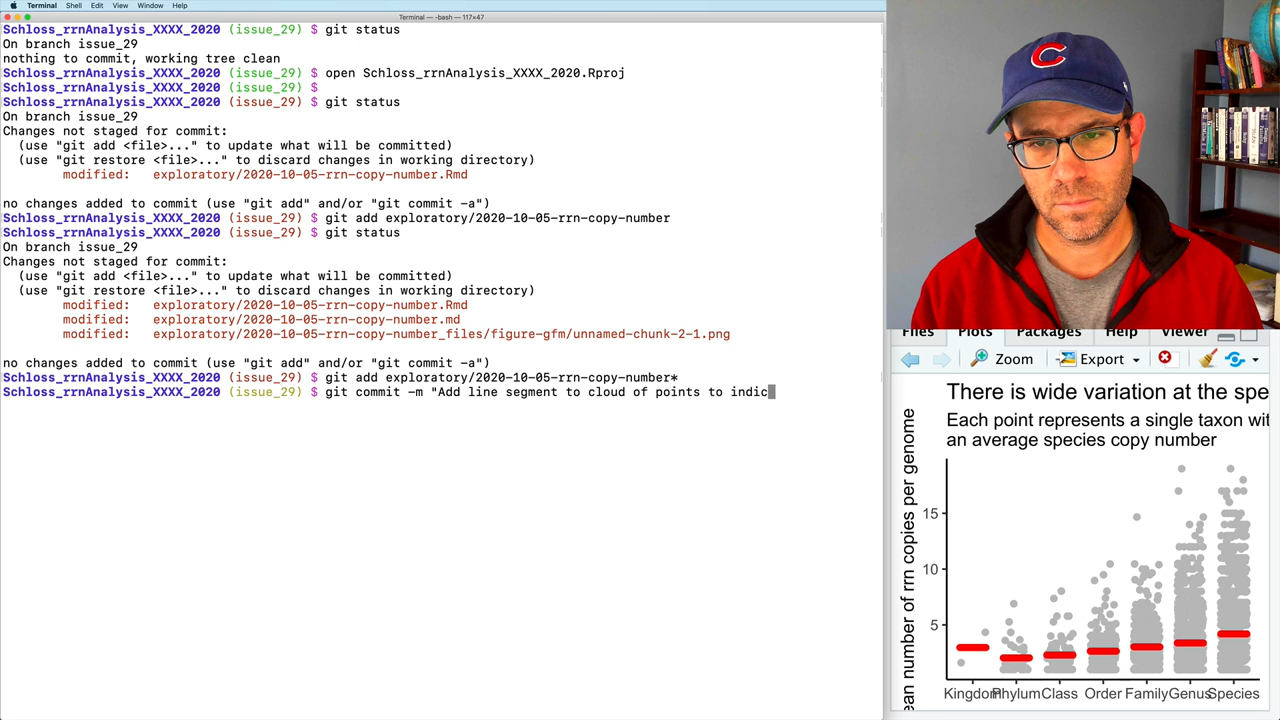 Terminal Shell Edit View Window Help
Terminal — -bash — 117×47
Schloss_rrnAnalysis_XXXX_2020 (issue_29) $ git status
On branch issue_29
nothing to commit, working tree clean
Schloss_rrnAnalysis_XXXX_2020 (issue_29) $ open Schloss_rrnAnalysis_XXXX_2020.Rproj
Schloss_rrnAnalysis_XXXX_2020 (issue_29) $
Schloss_rrnAnalysis_XXXX_2020 (issue_29) $ git status
On branch issue_29
Changes not staged for commit:
(use "git add <file>..." to update what will be committed)
(use "git restore <file>..." to discard changes in working directory)
modified: exploratory/2020-10-05-rrn-copy-number.Rmd
no changes added to commit (use "git add" and/or "git commit -a")
Schloss_rrnAnalysis_XXXX_2020 (issue_29) $ git add exploratory/2020-10-05-rrn-copy-number
Schloss_rrnAnalysis_XXXX_2020 (issue_29) $ git status
On branch issue_29
Changes not staged for commit:
(use "git add <file>..." to update what will be committed)
(use "git restore <file>..." to discard changes in working directory)
modified: exploratory/2020-10-05-rrn-copy-number.Rmd
modified: exploratory/2020-10-05-rrn-copy-number.md
modified: exploratory/2020-10-05-rrn-copy-number_files/figure-gfm/unnamed-chunk-2-1.png
no changes added to commit (use "git add" and/or "git commit -a")
Schloss_rrnAnalysis_XXXX_2020 (issue_29) $ git add exploratory/2020-10-05-rrn-copy-number*
Schloss_rrnAnalysis_XXXX_2020 (issue_29) $ git commit -m "Add line segment to cloud of points to indic
C
Files Plots Packages Help Viewer
Zoom Export
There is wide variation at the spe
Each point represents a single taxon wit
an average species copy number
ean number of rrn copies per genome
15
10
5
Kingdom Phylum Class Order Family Genus Species